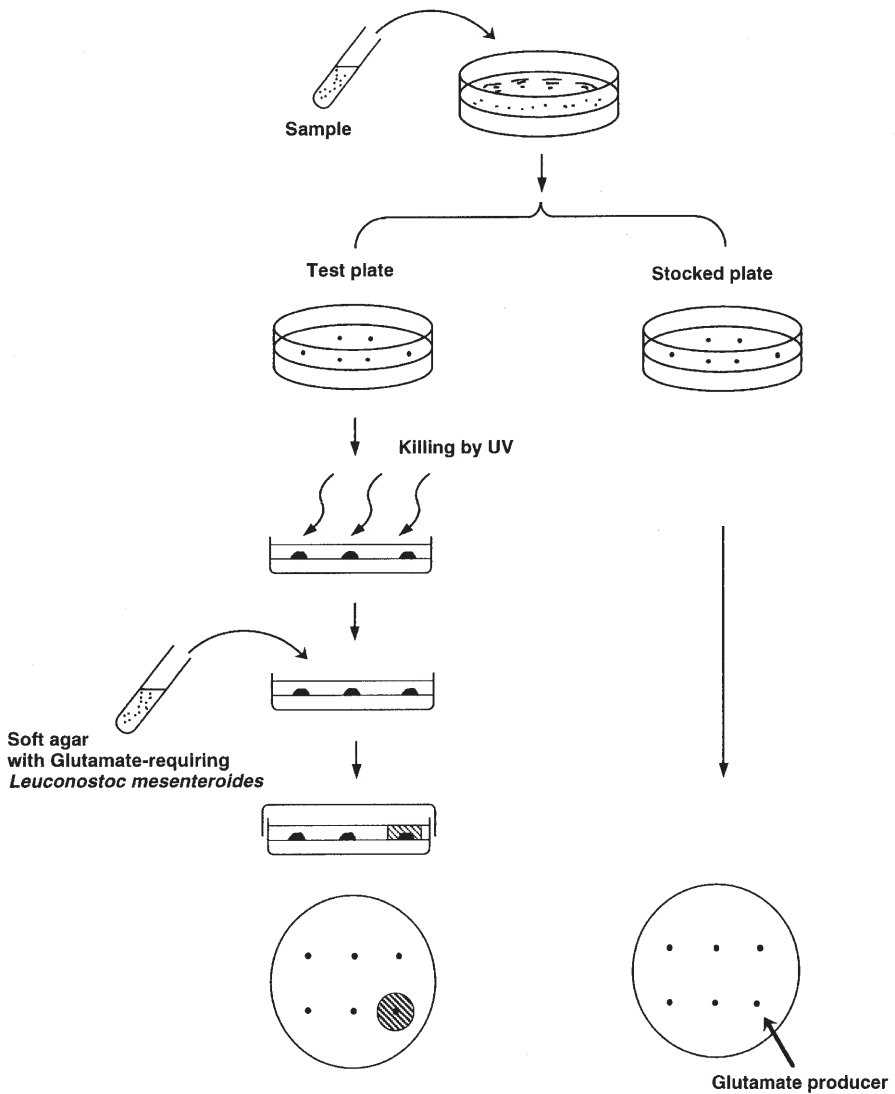 Sample
Test plate
Stocked plate
Killing by UV
Soft agar
with Glutamate-requiring
Leuconostoc mesenteroides
Glutamate producer